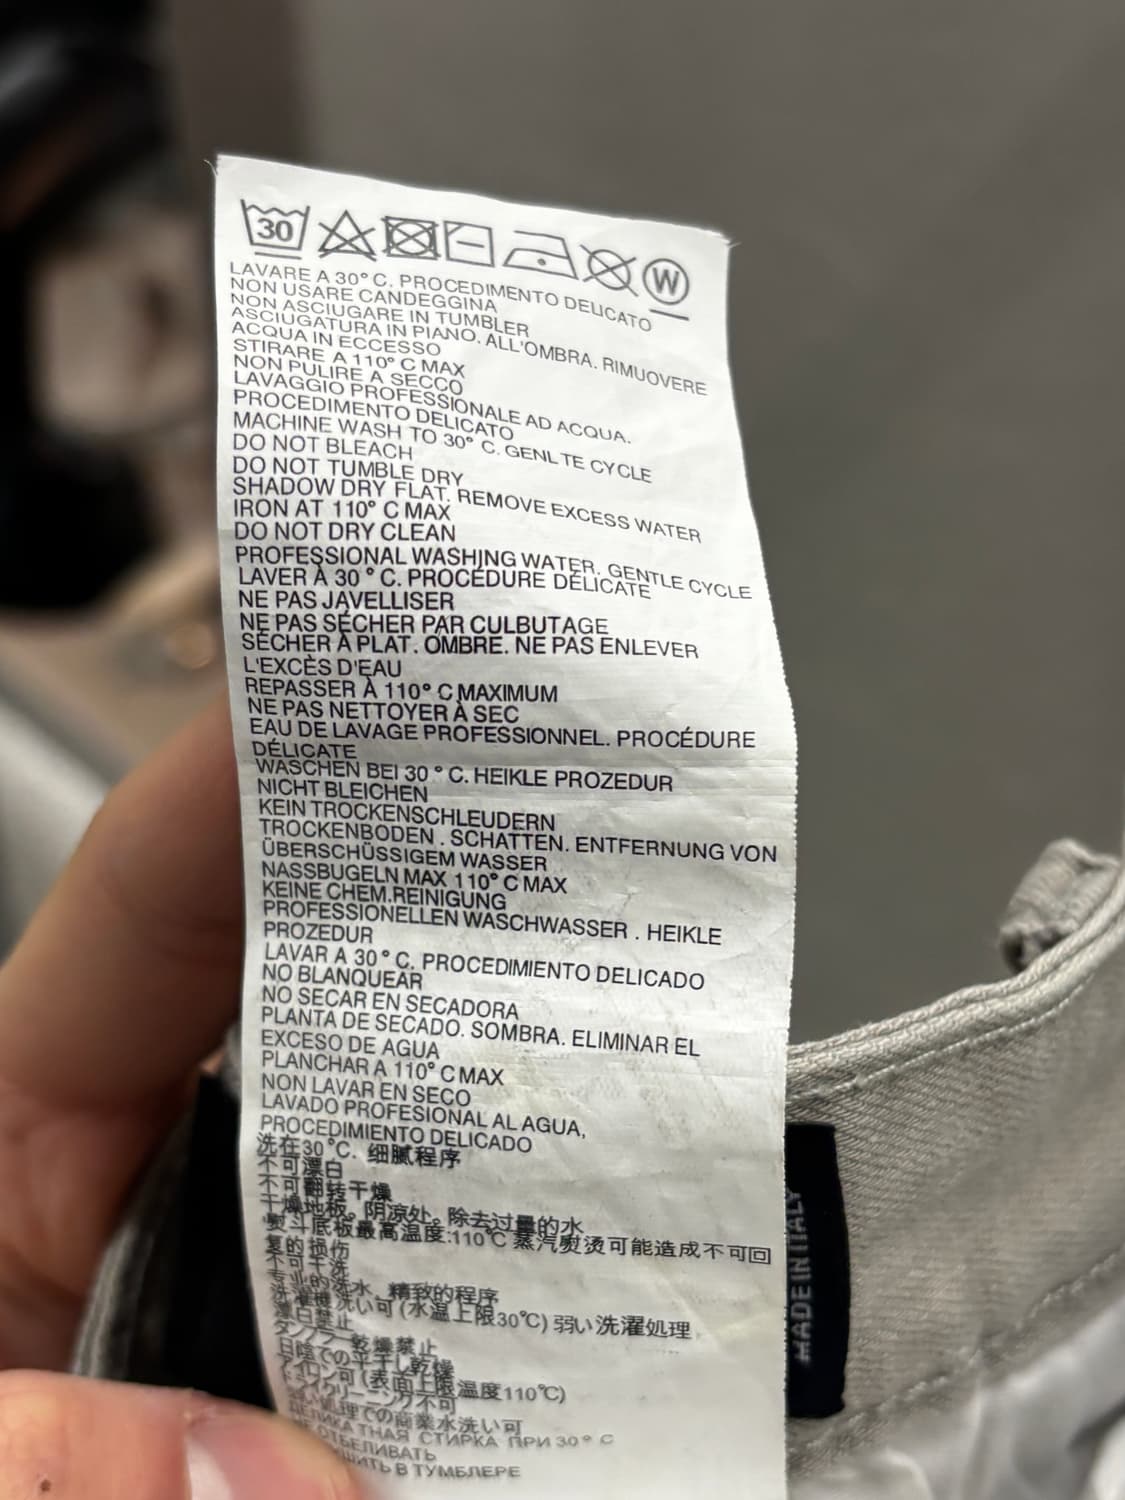 30
W
LAVARE A 30° C. PROCEDIMENTO DELICATO
NON USARE CANDEGGINA
NON ASCIUGARE IN TUMBLER
ASCIUGATURA IN PIANO. ALL'OMBRA. RIMUOVERE
ACQUA IN ECCESSO
STIRARE A 110° C MAX
NON PULIRE A SECCO
LAVAGGIO PROFESSIONALE AD ACQUA.
PROCEDIMENTO DELICATO
MACHINE WASH TO 30° C. GENLTE CYCLE
DO NOT BLEACH
DO NOT TUMBLE DRY
SHADOW DRY FLAT. REMOVE EXCESS WATER
IRON AT 110° C MAX
DO NOT DRY CLEAN
PROFESSIONAL WASHJNG WATER. GENTLE CYCLE
LAVER À 30 ° C. PROCÉDURE DÉLICATE
NE PAS JAVELLISER
NE PAS SÉCHER PAR CULBUTAGE
SÉCHER À PLAT. OMBRE. NE PAS ENLEVER
L'EXCÈS D'EAU
REPASSER À 110° C MAXIMUM
NE PAS NETTOYER À SEC
EAU DE LAVAGE PROFESSIONNEL. PROCÉDURE
DÉLICATE
WASCHEN BEI 30 ° C. HEIKLE PROZEDUR
NICHT BLEICHEN
KEIN TROCKENSCHLEUDERN
TROCKENBODEN . SCHATTEN. ENTFERNUNG VON
ÜBERSCHÜSSIGEM WASSER
NASSBUGELN MAX 110° C MAX
KEINE CHEM.REINIGUNG
PROFESSIONELLEN WASCHWASSER . HEIKLE
PROZEDUR
LAVAR A 30° C. PROCEDIMIENTO DELICADO
NO BLANQUEAR
NO SECAR EN SECADORA
PLANTA DE SECADO. SOMBRA. ELIMINAR EL
EXCESO DE AGUA
PLANCHAR A 110° C MAX
NON LAVAR EN SECO
LAVADO PROFESIONAL AL AGUA,
PROCEDIMIENTO DELICADO
洗在30°C. 细腻程序
不可漂白
不可翻转干燥
干燥地板。阴凉处。除去过量的水
熨斗底板最高温度:110°C 蒸汽熨烫可能造成不可回
复的损伤
不可干洗
专业的洗水、精致的程序
洗濯機洗い可 (水温上限30°C) 弱い洗濯処理
漂白禁止
タンブラー乾燥禁止
日陰での平干し乾燥
アイロン可 (表面上限温度110°C)
ドライクリーニング不可
処理での商業水洗い可
ДЕЛИКАТНАЯ СТИРКА ПРИ 30° C
ОТБЕЛИВАТЬ
В ТУМБЛЕРЕ
MADE IN ITALY